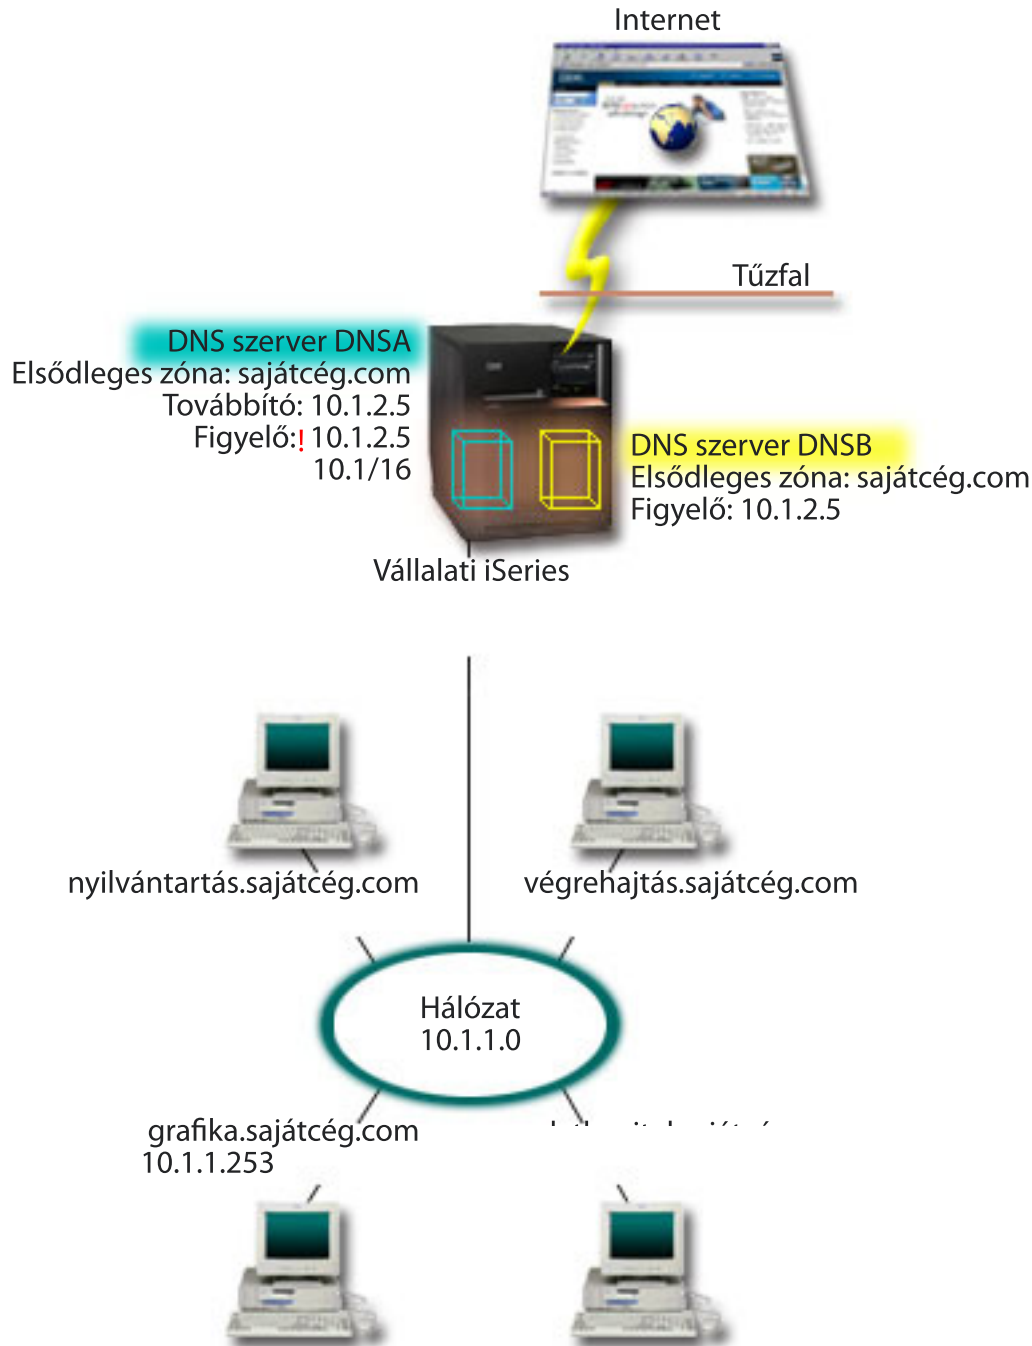 Internet
Tűzfal
DNS szerver DNSA
Elsődleges zóna: sajátcég.com
Továbbító: 10.1.2.5
Figyelő:! 10.1.2.5
10.1/16
DNS szerver DNSB
Elsődleges zóna: sajátcég.com
Figyelő: 10.1.2.5
Vállalati iSeries
nyilvántartás.sajátcég.com
végrehajtás.sajátcég.com
Hálózat
10.1.1.0
grafika.sajátcég.com
10.1.1.253